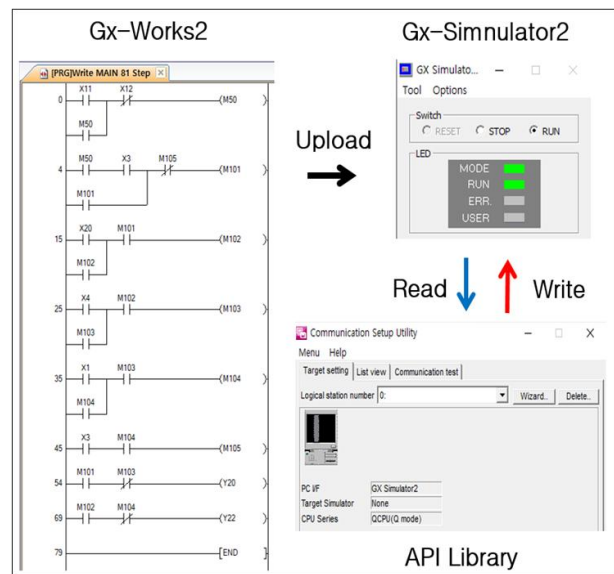 Gx-Works2
Gx-Simnulator2
[PRG]Write MAIN 81 Step
X11 X12
0 (M50 )
M50
M50 X3 M105
4 (M101 )
M101
X20 M101
15 (M102 )
M102
X4 M102
25 (M103 )
M103
X1 M103
35 (M104 )
M104
X3 M104
45 (M105 )
M101 M103
54 (Y20 )
M102 M104
69 (Y22 )
79 [END ]
Upload
GX Simulato...
Tool Options
Switch
RESET STOP RUN
LED
MODE
RUN
ERR.
USER
Read Write
Communication Setup Utility
Menu Help
Target setting List view Communication test
Logical station number 0: Wizard.. Delete..
PC I/F GX Simulator2
Target Simulator None
CPU Series QCPU(Q mode)
API Library